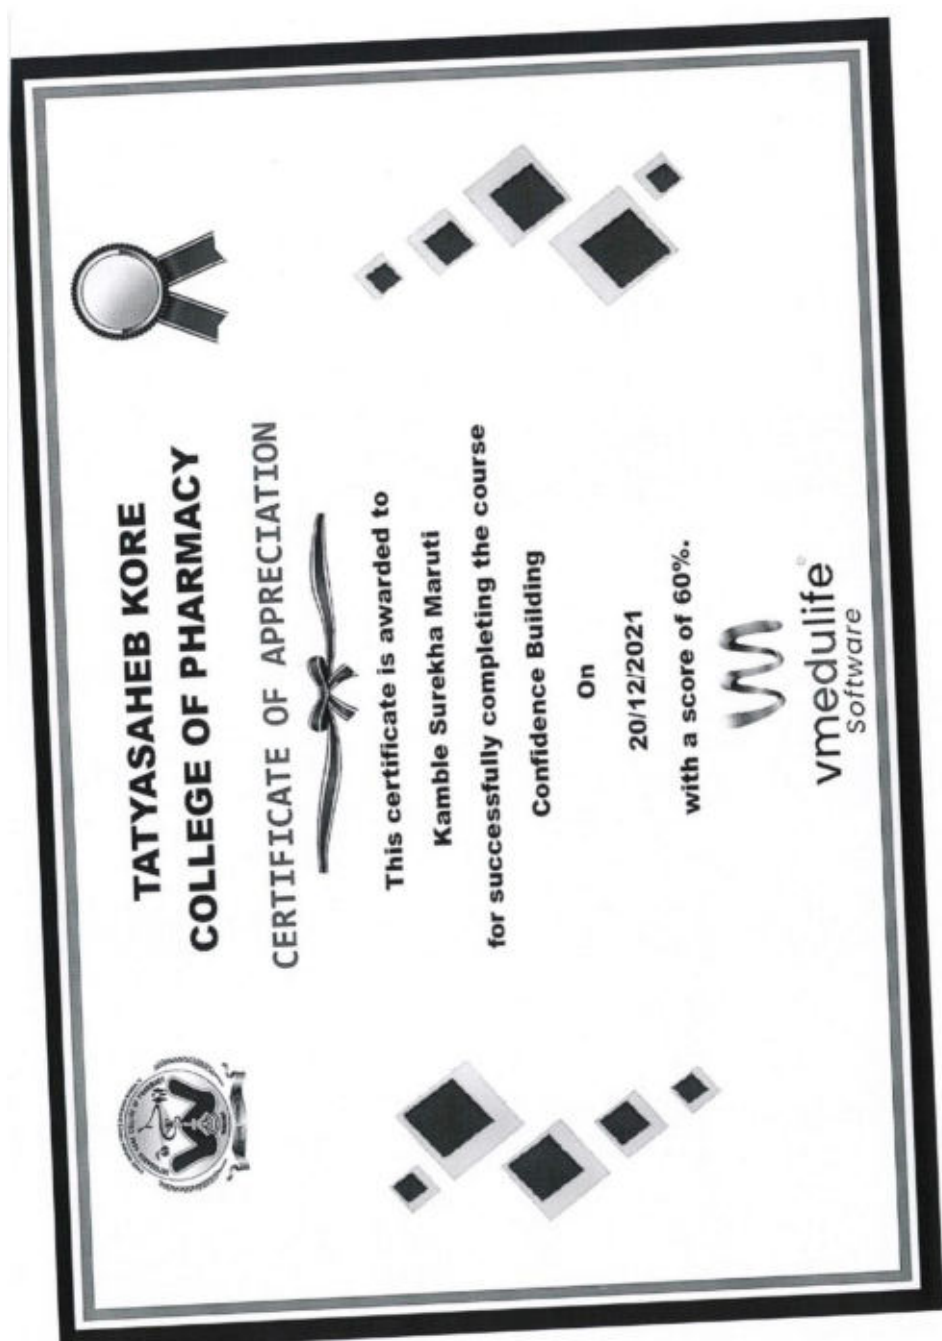 TATYASAHEB KORE
COLLEGE OF PHARMACY
CERTIFICATE OF APPRECIATION
This certificate is awarded to
Kamble Surekha Maruti
for successfully completing the course
Confidence Building
On
20/12/2021
with a score of 60%.
vmedulife®
Software